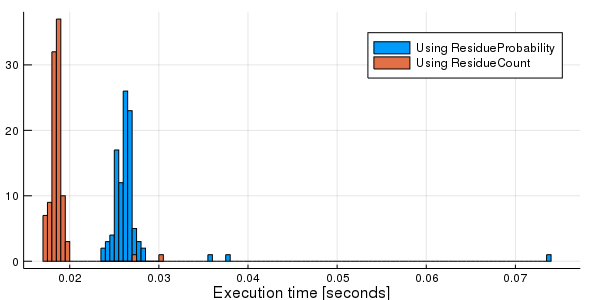 Using ResidueProbability
Using ResidueCount
30
20
10
0
0.02 0.03 0.04 0.05 0.06 0.07
Execution time [seconds]